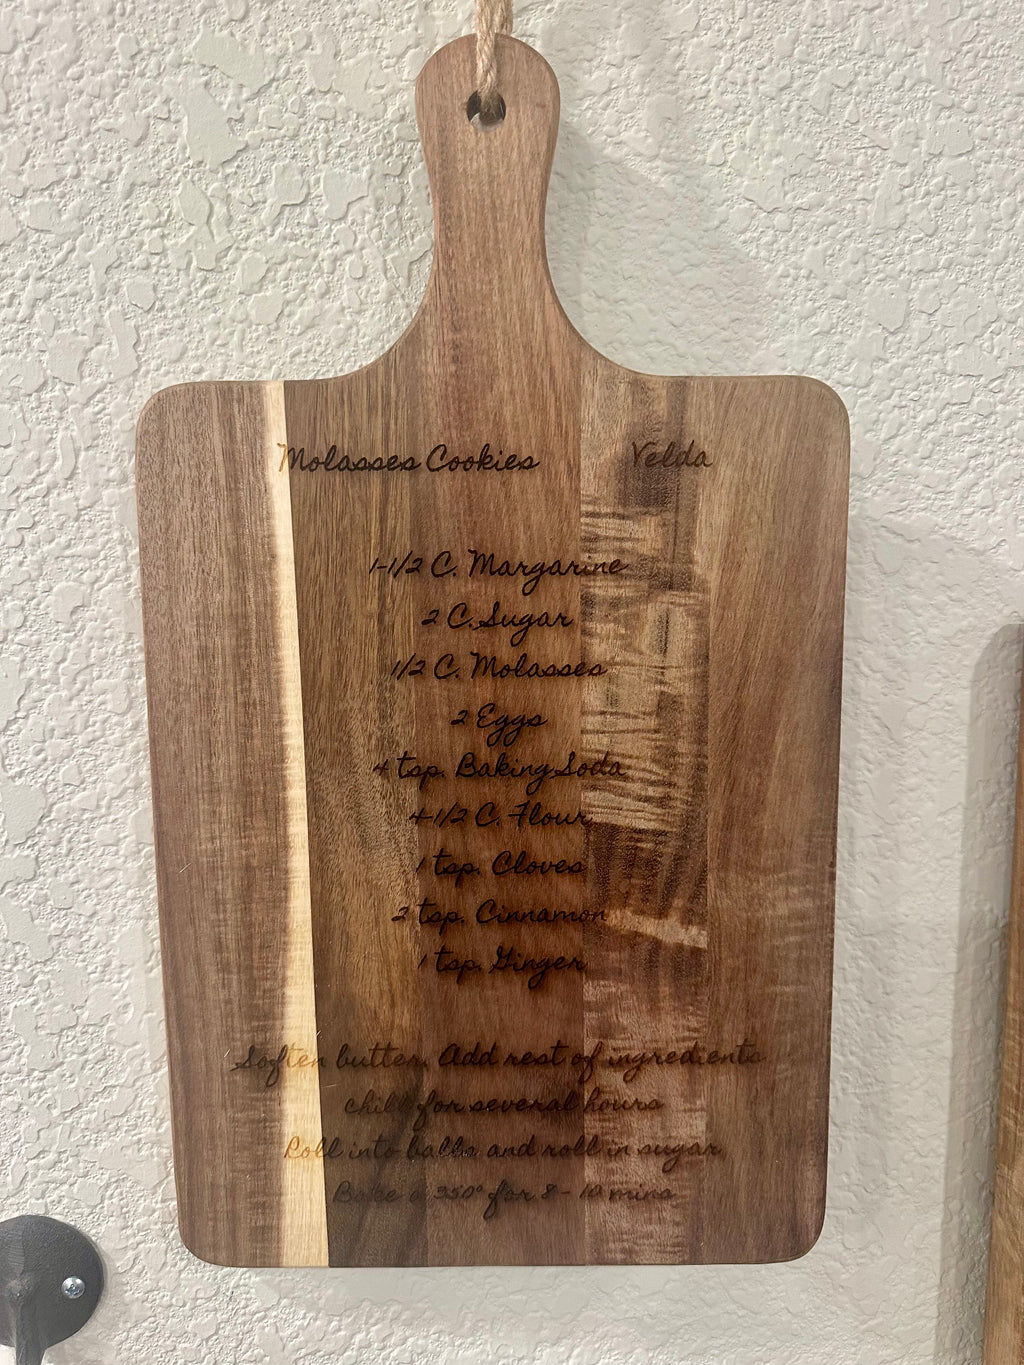 Molasses Cookies Velda
1-1/2 C. Margarine
2 C. Sugar
1/2 C. Molasses
2 Eggs
4 tsp. Baking Soda
4-1/2 C. Flour
1 tsp. Cloves
2 tsp. Cinnamon
1 tsp. Ginger
Soften butter. Add rest of ingredients
chill for several hours
Roll into balls and roll in sugar
Bake @ 350° for 8-10 mins